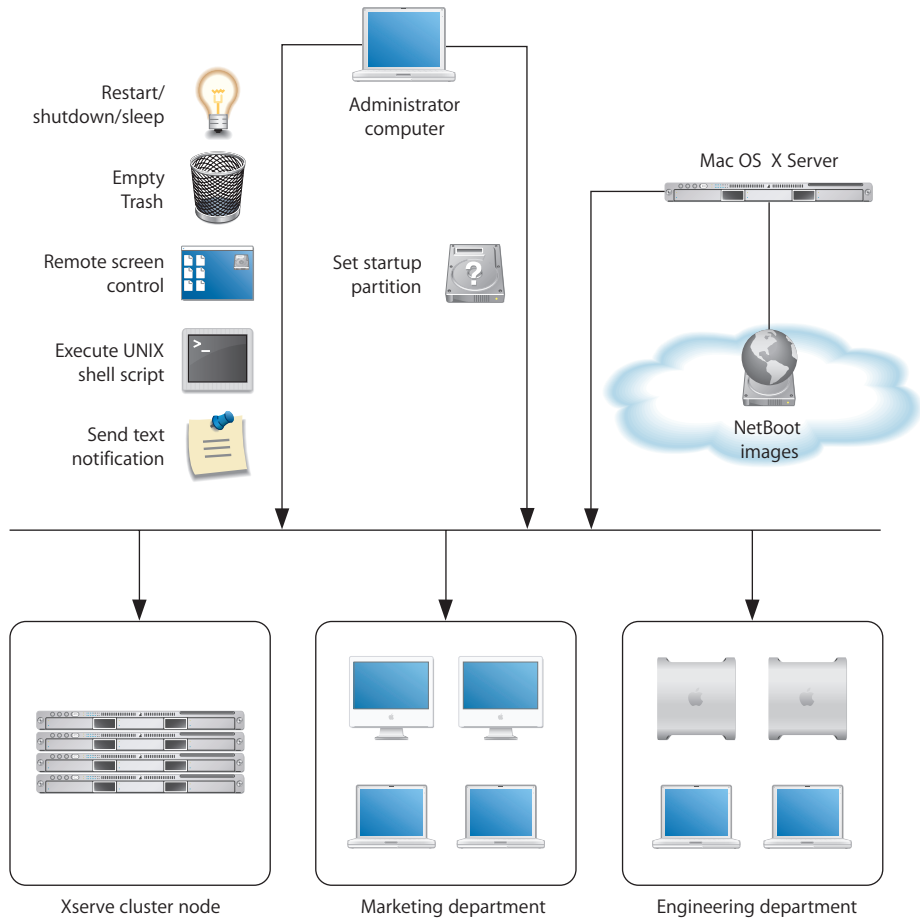 Administrator
computer
Restart/
shutdown/sleep
Empty
Trash
Remote screen
control
Execute UNIX
shell script
Send text
notification
Set startup
partition
?
>_
Mac OS X Server
NetBoot
images
Xserve cluster node
Marketing department
Engineering department